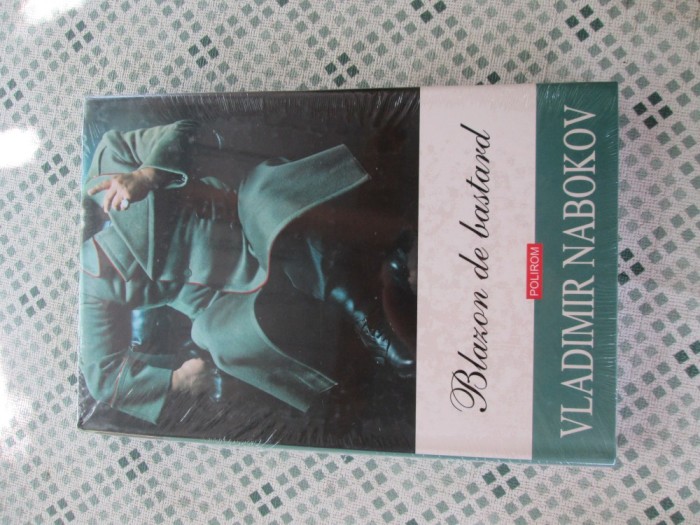 Blazon de bastard
POLIROM
VLADIMIR NABOKOV